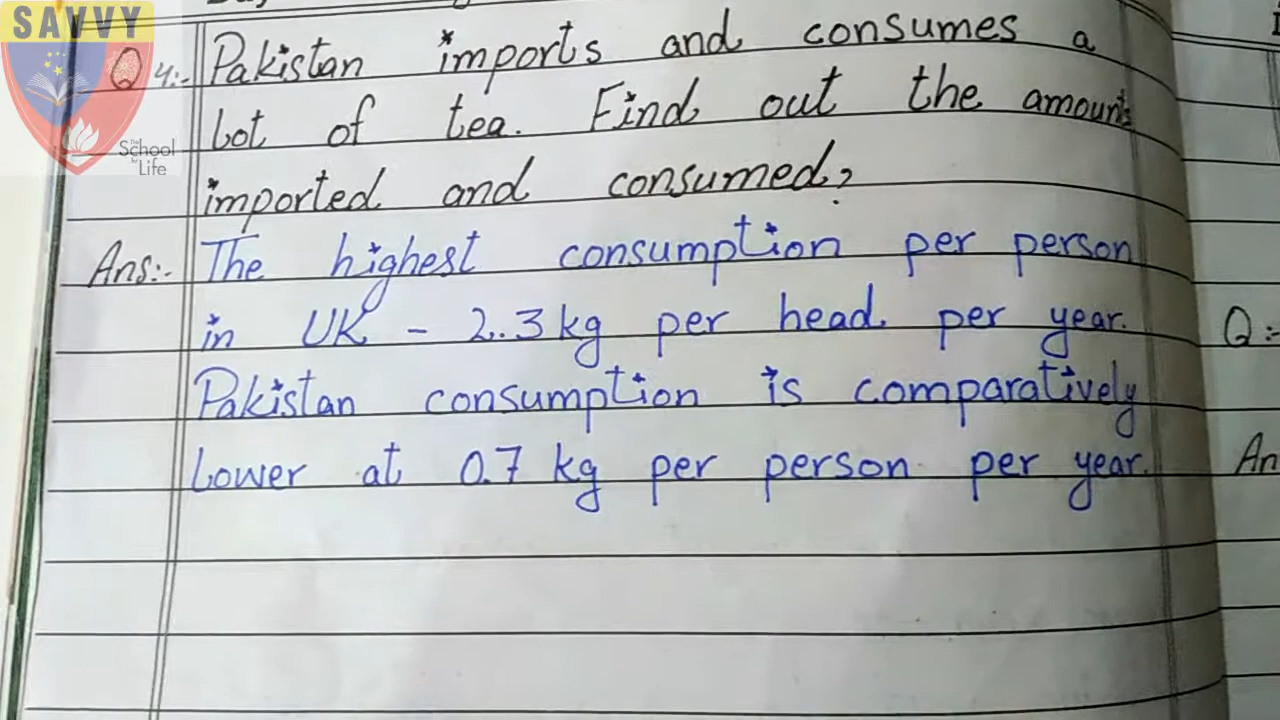 SAVVY
The School for Life
Q 4:- Pakistan imports and consumes a
lot of tea. Find out the amounts
imported and consumed?
Ans:- The highest consumption per person
in UK - 2.3 kg per head. per year.
Pakistan consumption is comparatively
lower at 0.7 kg per person per year.
Q:-
An